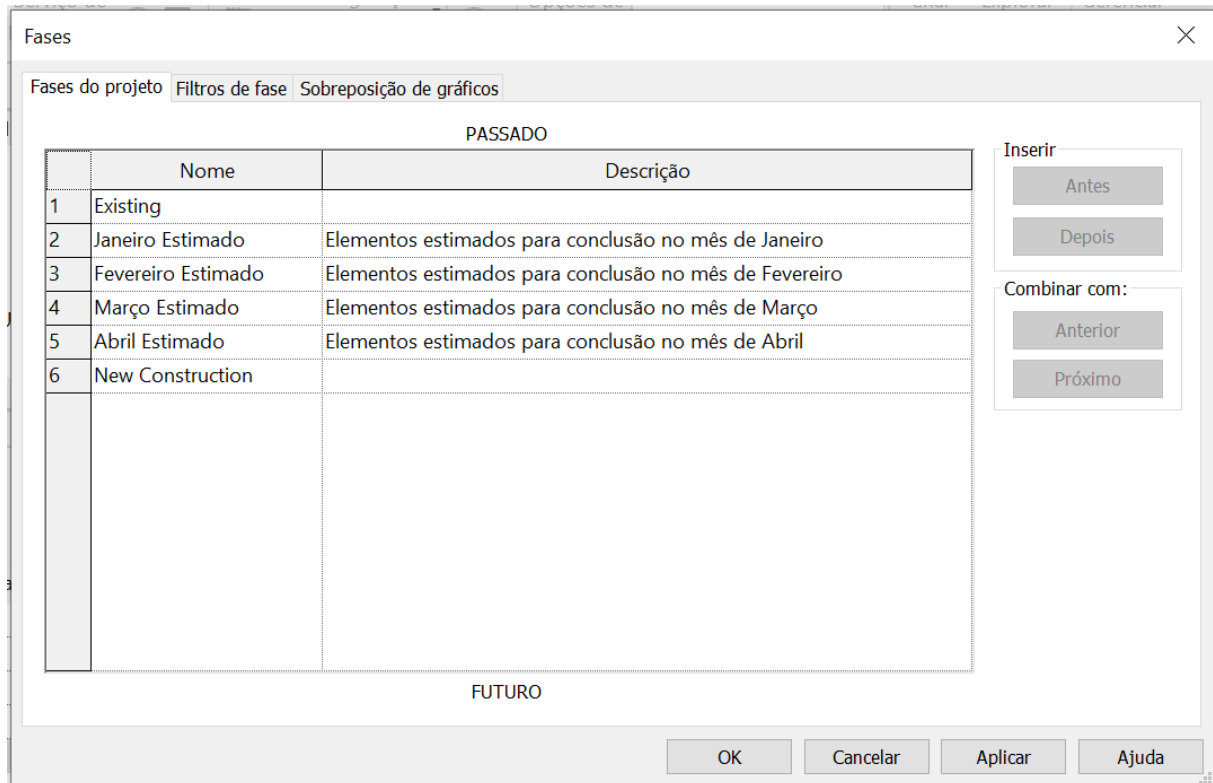 Fases
Fases do projeto Filtros de fase Sobreposição de gráficos
PASSADO
Nome Descrição
1 Existing
2 Janeiro Estimado Elementos estimados para conclusão no mês de Janeiro
3 Fevereiro Estimado Elementos estimados para conclusão no mês de Fevereiro
4 Março Estimado Elementos estimados para conclusão no mês de Março
5 Abril Estimado Elementos estimados para conclusão no mês de Abril
6 New Construction
FUTURO
Inserir
Antes
Depois
Combinar com:
Anterior
Próximo
OK Cancelar Aplicar Ajuda